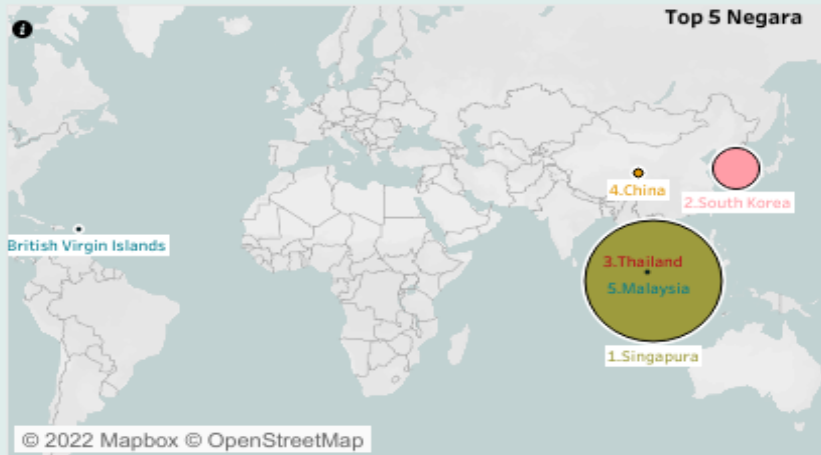 Top 5 Negara
4.China
2.South Korea
British Virgin Islands
3.Thailand
5.Malaysia
1.Singapura
© 2022 Mapbox © OpenStreetMap